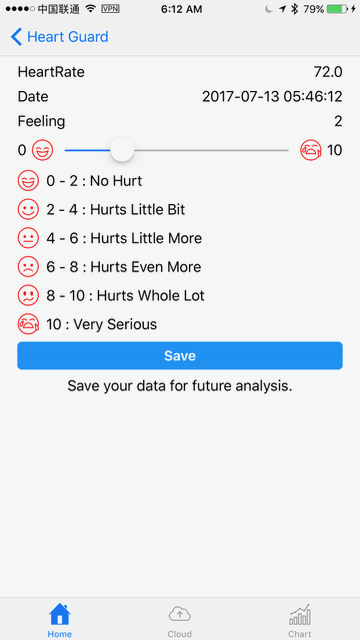 中国联通 VPN 6:12 AM 79%
Heart Guard
HeartRate 72.0
Date 2017-07-13 05:46:12
Feeling 2
0 10
0 - 2 : No Hurt
2 - 4 : Hurts Little Bit
4 - 6 : Hurts Little More
6 - 8 : Hurts Even More
8 - 10 : Hurts Whole Lot
10 : Very Serious
Save
Save your data for future analysis.
Home Cloud Chart